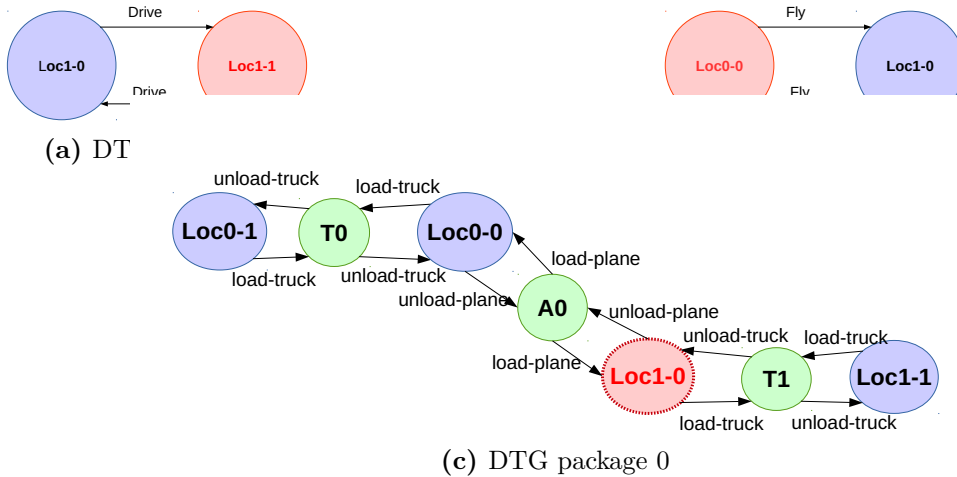 Drive
Fly
Loc1-0
Loc1-1
Loc0-0
Loc1-0
Drive
Fly
(a) DT
unload-truck
load-truck
Loc0-1
T0
Loc0-0
load-plane
load-truck
unload-truck
unload-plane
A0
unload-plane
unload-truck
load-truck
load-plane
Loc1-0
T1
Loc1-1
load-truck
unload-truck
(c) DTG package 0